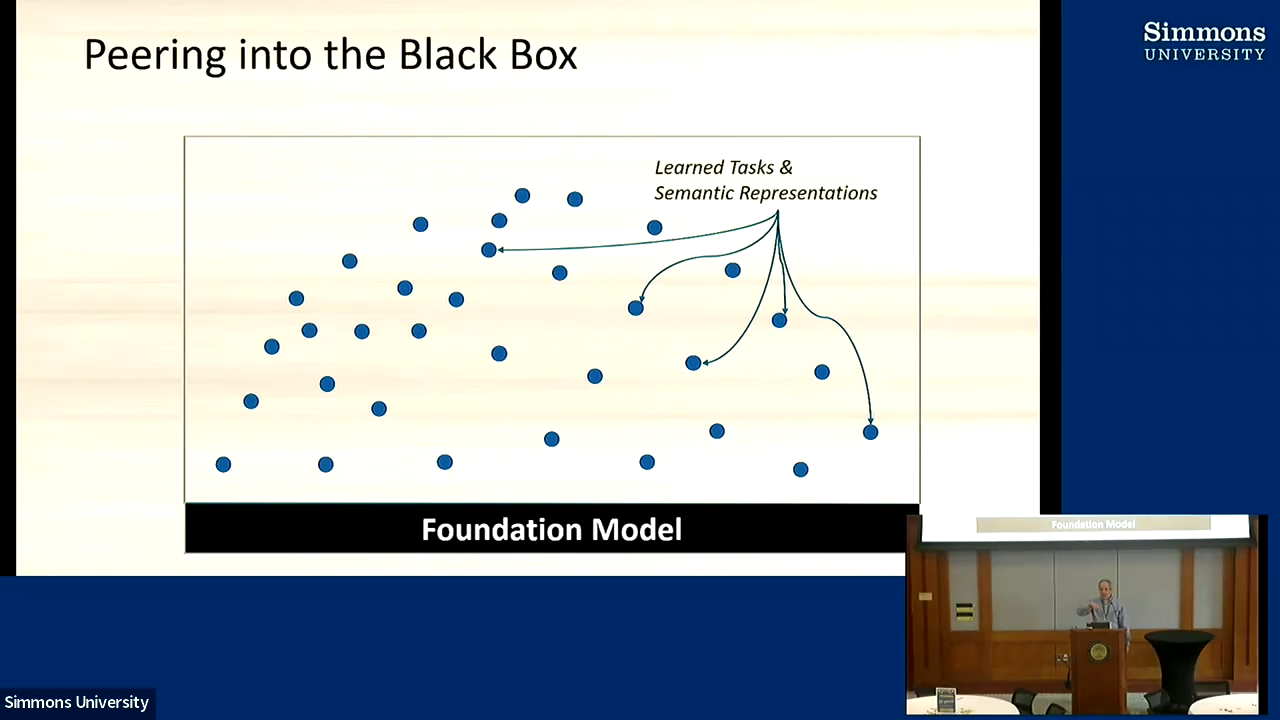 Peering into the Black Box
Simmons
UNIVERSITY
Learned Tasks &
Semantic Representations
Foundation Model
Foundation Model
Simmons University